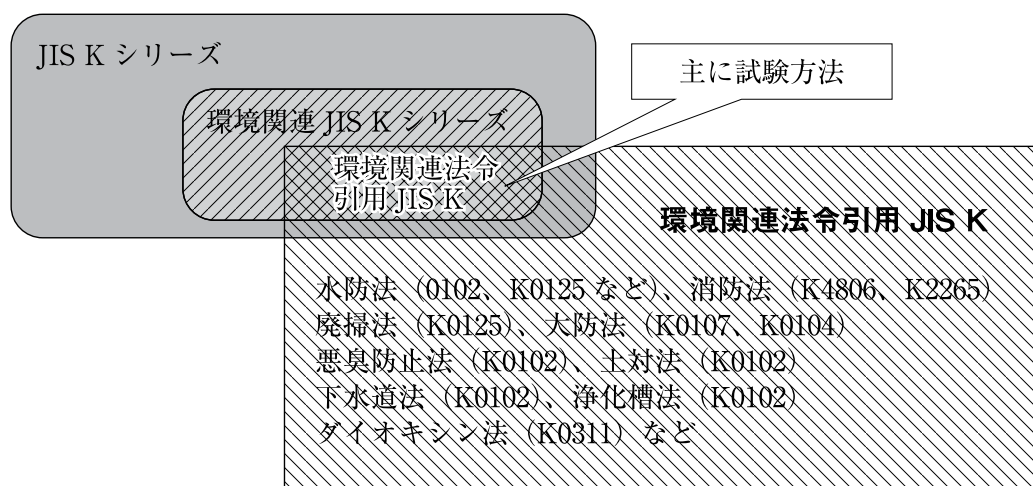 JIS K シリーズ
主に試験方法
環境関連 JIS K シリーズ
環境関連法令
引用 JIS K
環境関連法令引用 JIS K
水防法（0102、K0125 など）、消防法（K4806、K2265）
廃掃法（K0125）、大防法（K0107、K0104）
悪臭防止法（K0102）、土対法（K0102）
下水道法（K0102）、浄化槽法（K0102）
ダイオキシン法（K0311）など